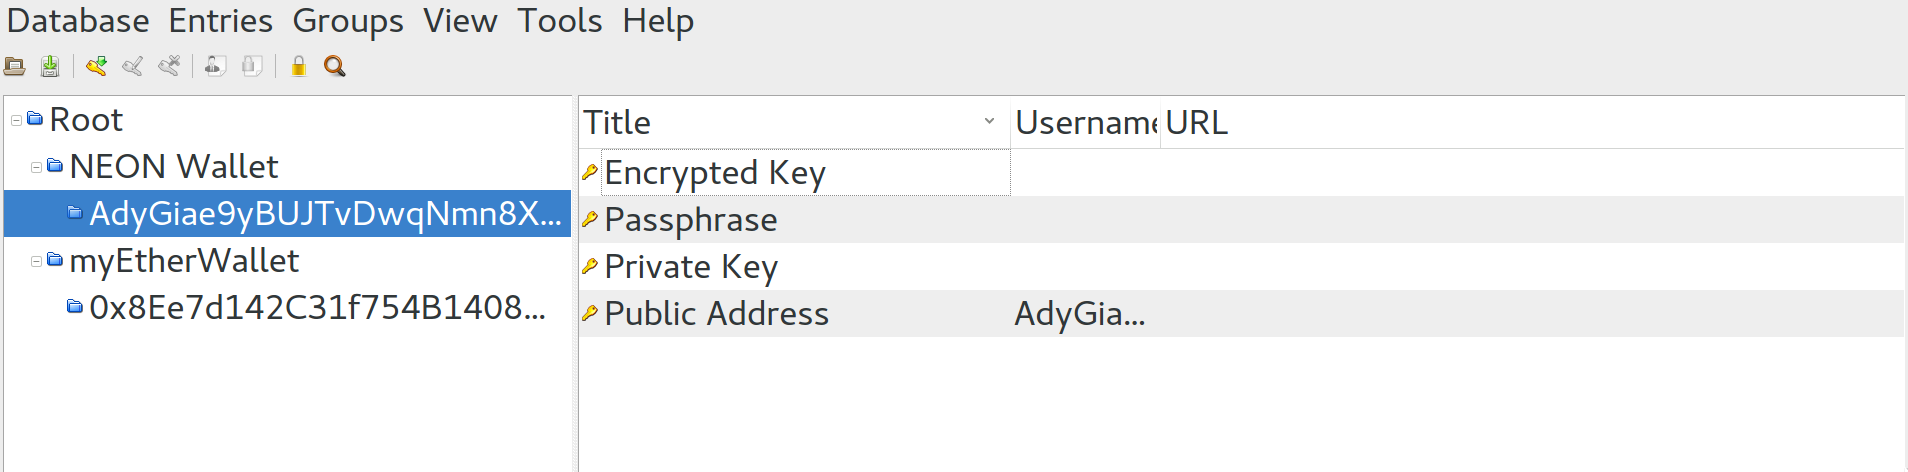 Database Entries Groups View Tools Help
Title Username URL
Root
NEON Wallet
AdyGiae9yBUJTvDwqNmn8X...
myEtherWallet
0x8Ee7d142C31f754B1408...
Encrypted Key
Passphrase
Private Key
Public Address AdyGia...